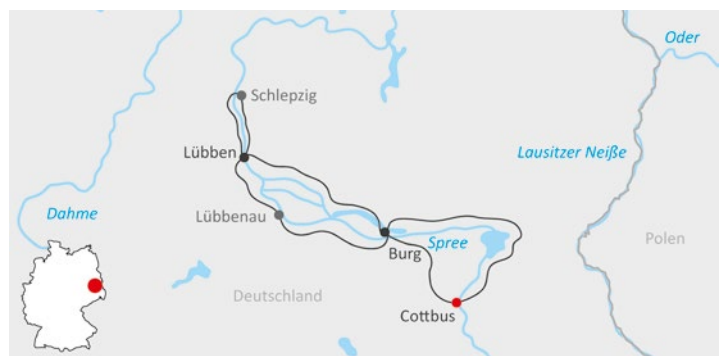 Oder
Schlepzig
Lübben
Lausitzer Neiße
Dahme
Lübbenau
Spree
Polen
Burg
Deutschland
Cottbus